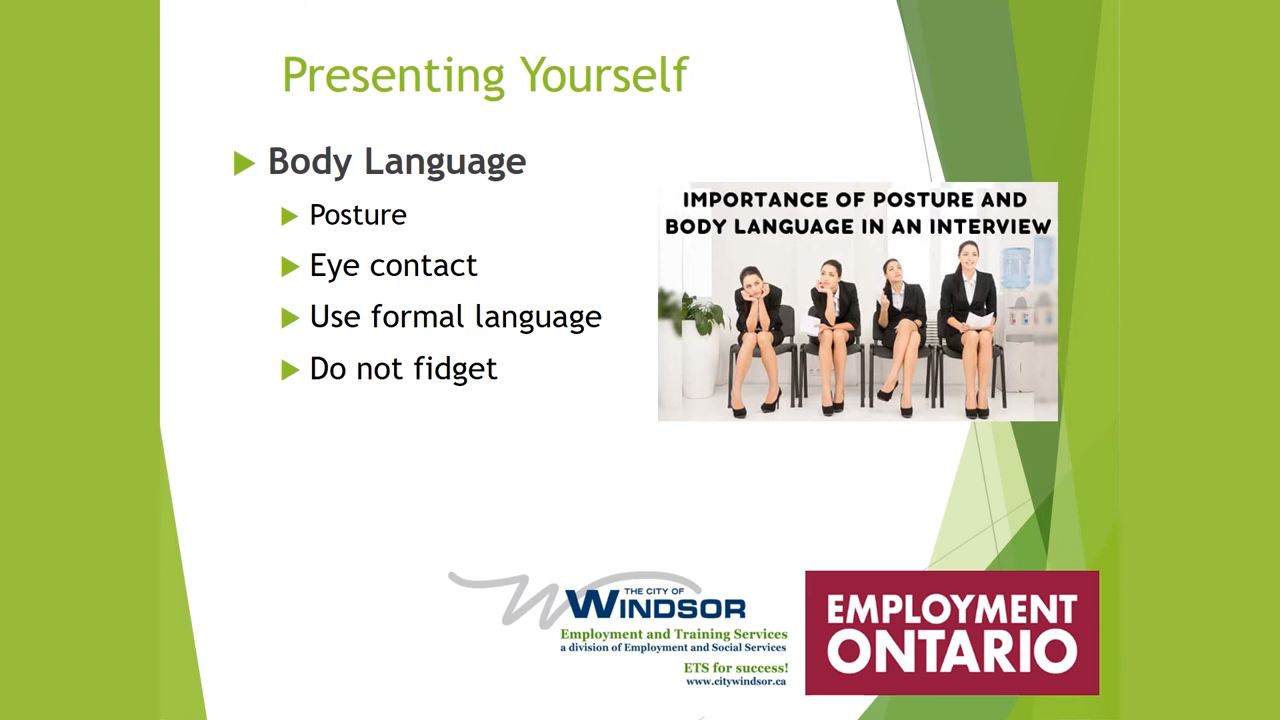 Presenting Yourself
Body Language
Posture
Eye contact
Use formal language
Do not fidget
IMPORTANCE OF POSTURE AND
BODY LANGUAGE IN AN INTERVIEW
THE CITY OF
WINDSOR
Employment and Training Services
a division of Employment and Social Services
ETS for success!
www.citywindsor.ca
EMPLOYMENT
ONTARIO